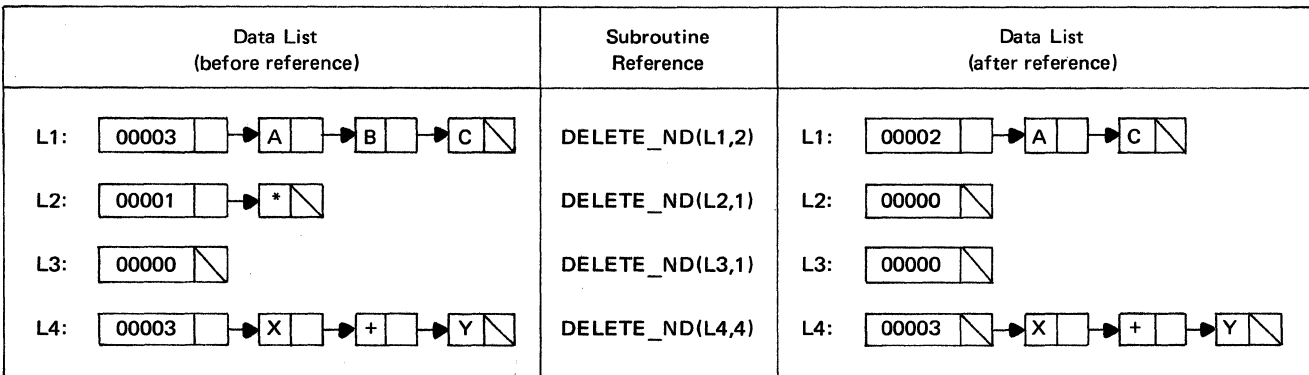 Data List
(before reference)
Subroutine
Reference
Data List
(after reference)
L1: 00003 A B C DELETE_ND(L1,2) L1: 00002 A C
L2: 00001 * DELETE_ND(L2,1) L2: 00000
L3: 00000 DELETE_ND(L3,1) L3: 00000
L4: 00003 X + Y DELETE_ND(L4,4) L4: 00003 X + Y